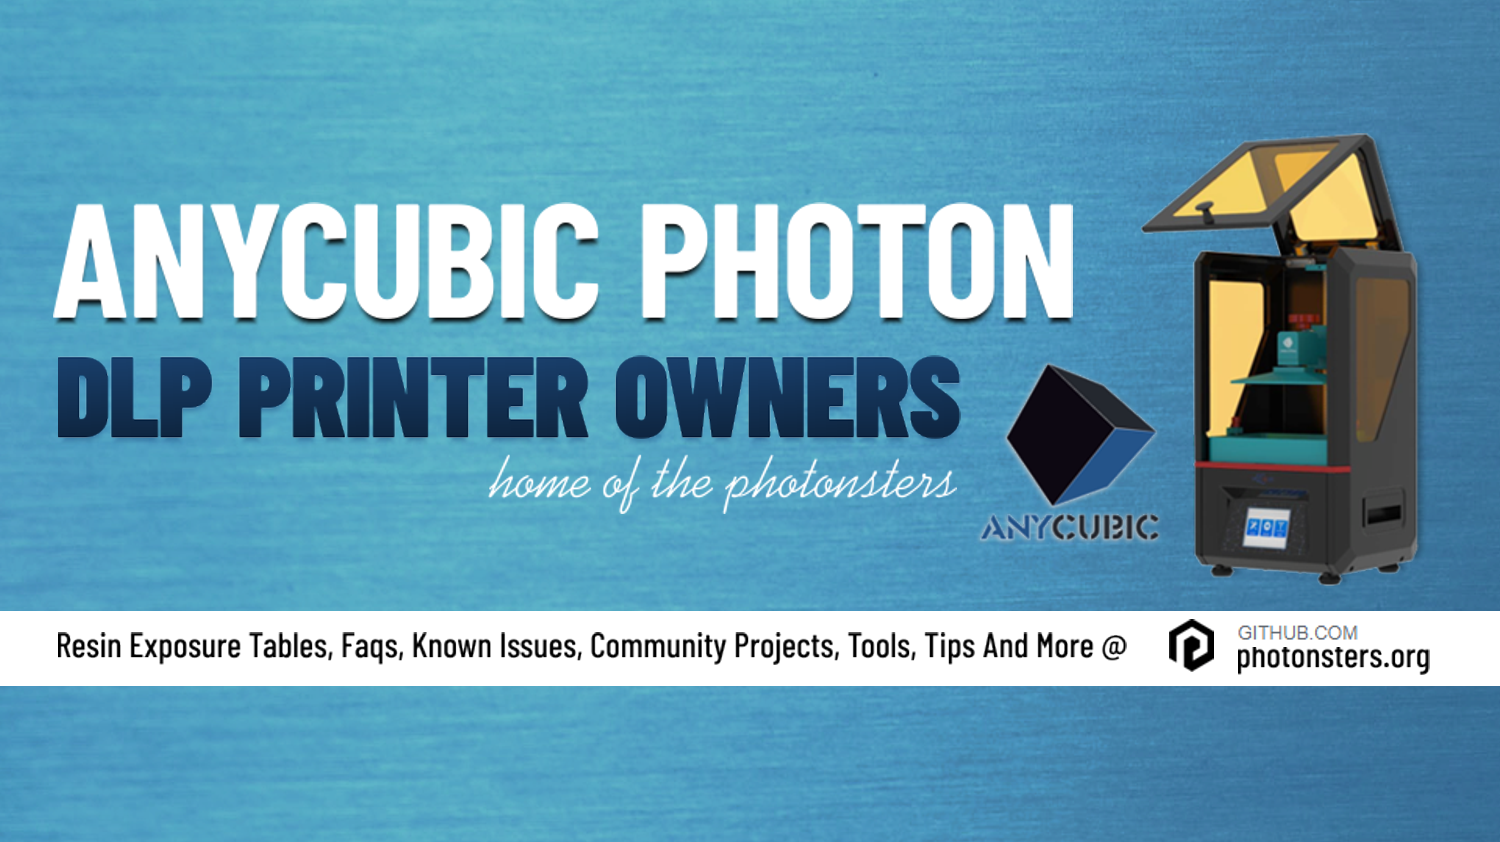 ANYCUBIC PHOTON
DLP PRINTER OWNERS
home of the photonsters
ANYCUBIC
Resin Exposure Tables, Faqs, Known Issues, Community Projects, Tools, Tips And More @
GITHUB.COM
photonsters.org